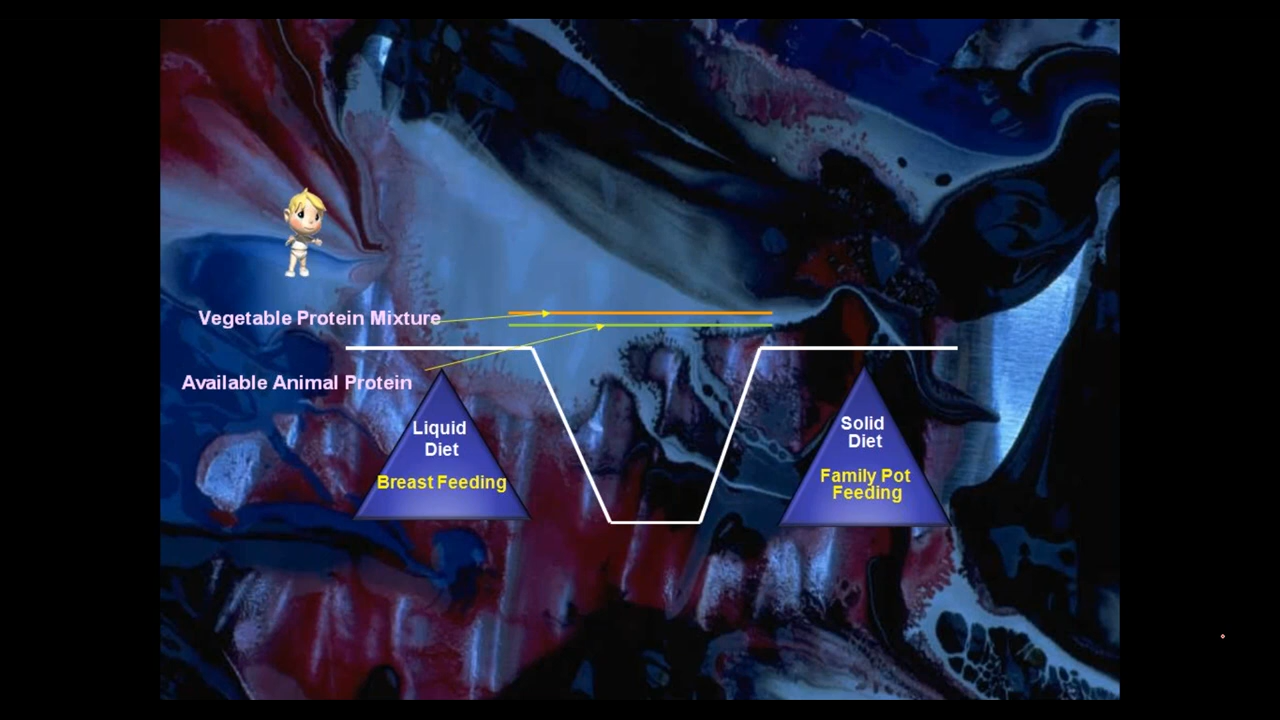 Vegetable Protein Mixture
Available Animal Protein
Liquid
Diet
Breast Feeding
Solid
Diet
Family Pot
Feeding